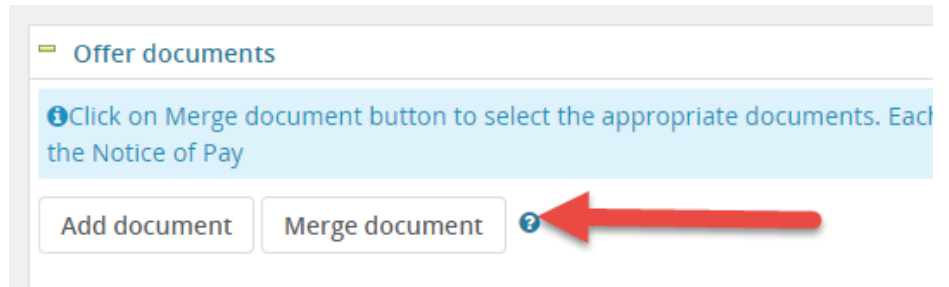 Offer documents
Click on Merge document button to select the appropriate documents. Each
the Notice of Pay
Add document Merge document